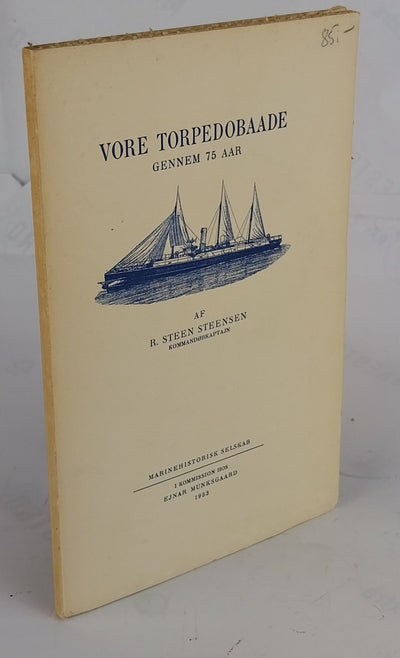 85,-
VORE TORPEDOBAADE
GENNEM 75 AAR
AF
R. STEEN STEENSEN
KOMMANDØRKAPTAJN
MARINEHISTORISK SELSKAB
I KOMMISSION HOS
EJNAR MUNKSGAARD
1953